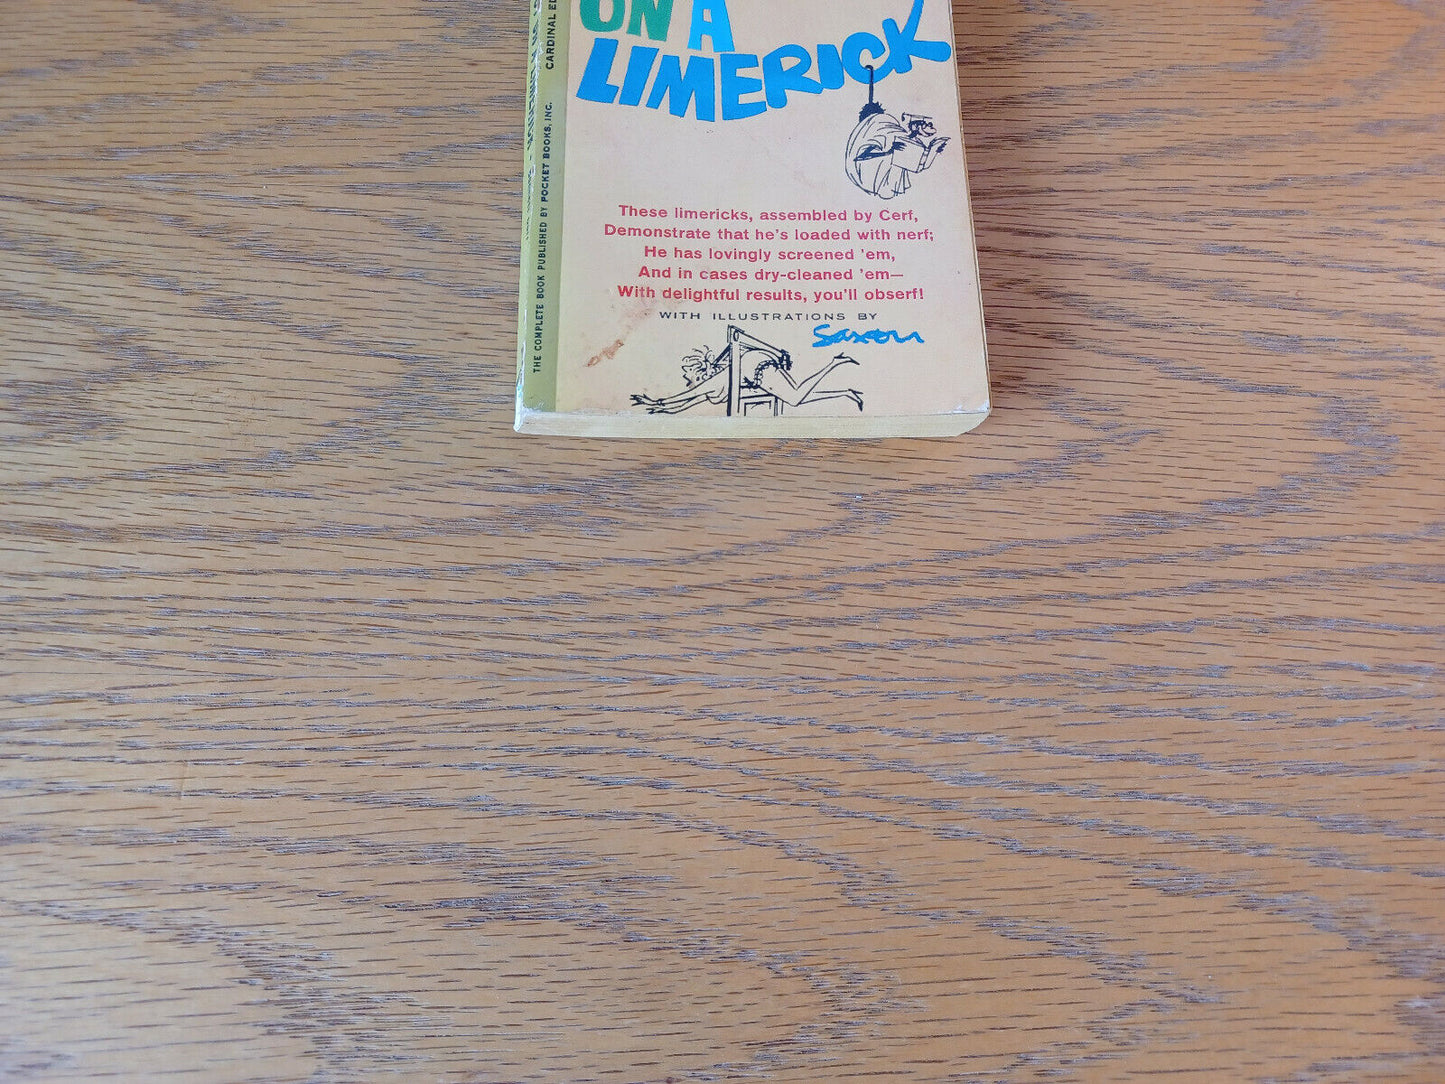 ON A
LIMERICK
These limericks, assembled by Cerf,
Demonstrate that he's loaded with nerf;
He has lovingly screened 'em,
And in cases dry-cleaned 'em—
With delightful results, you'll obserf!
WITH ILLUSTRATIONS BY
Saxon
THE COMPLETE BOOK PUBLISHED BY POCKET BOOKS, INC.
CARDINAL ED